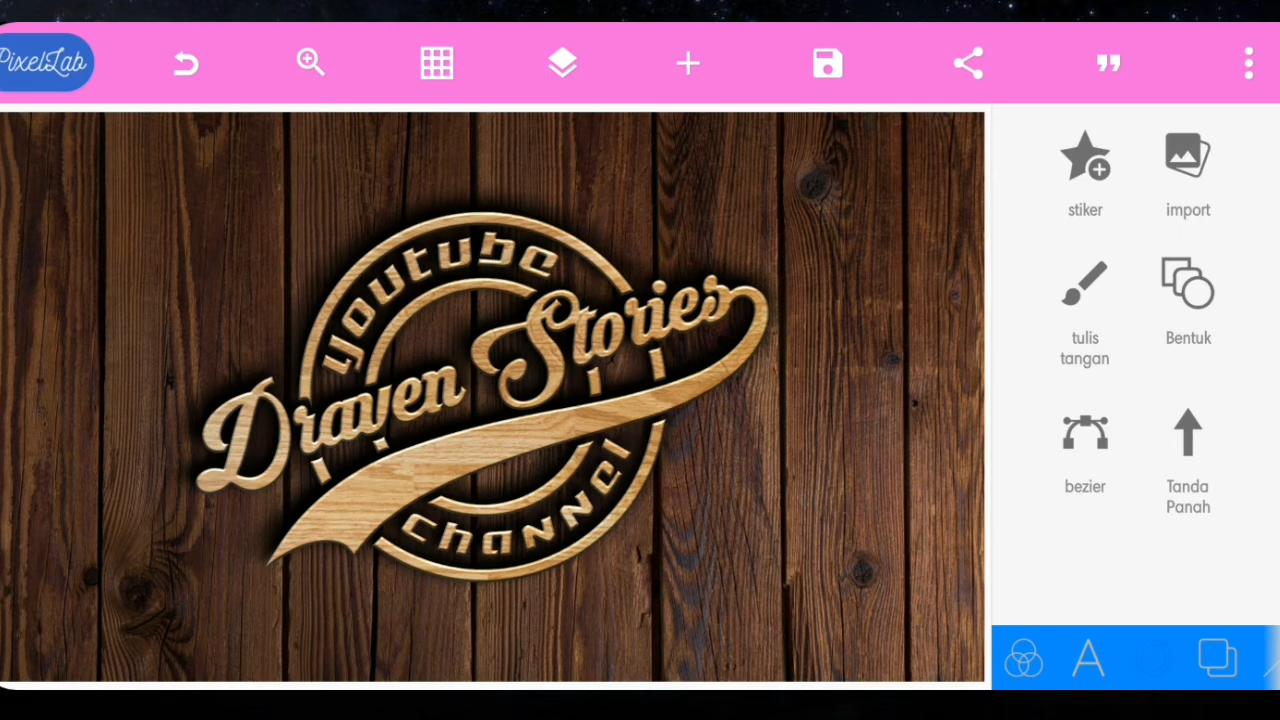 PixelLab
youtube
Draven Stories
channel
stiker
import
tulis
tangan
Bentuk
bezier
Tanda
Panah